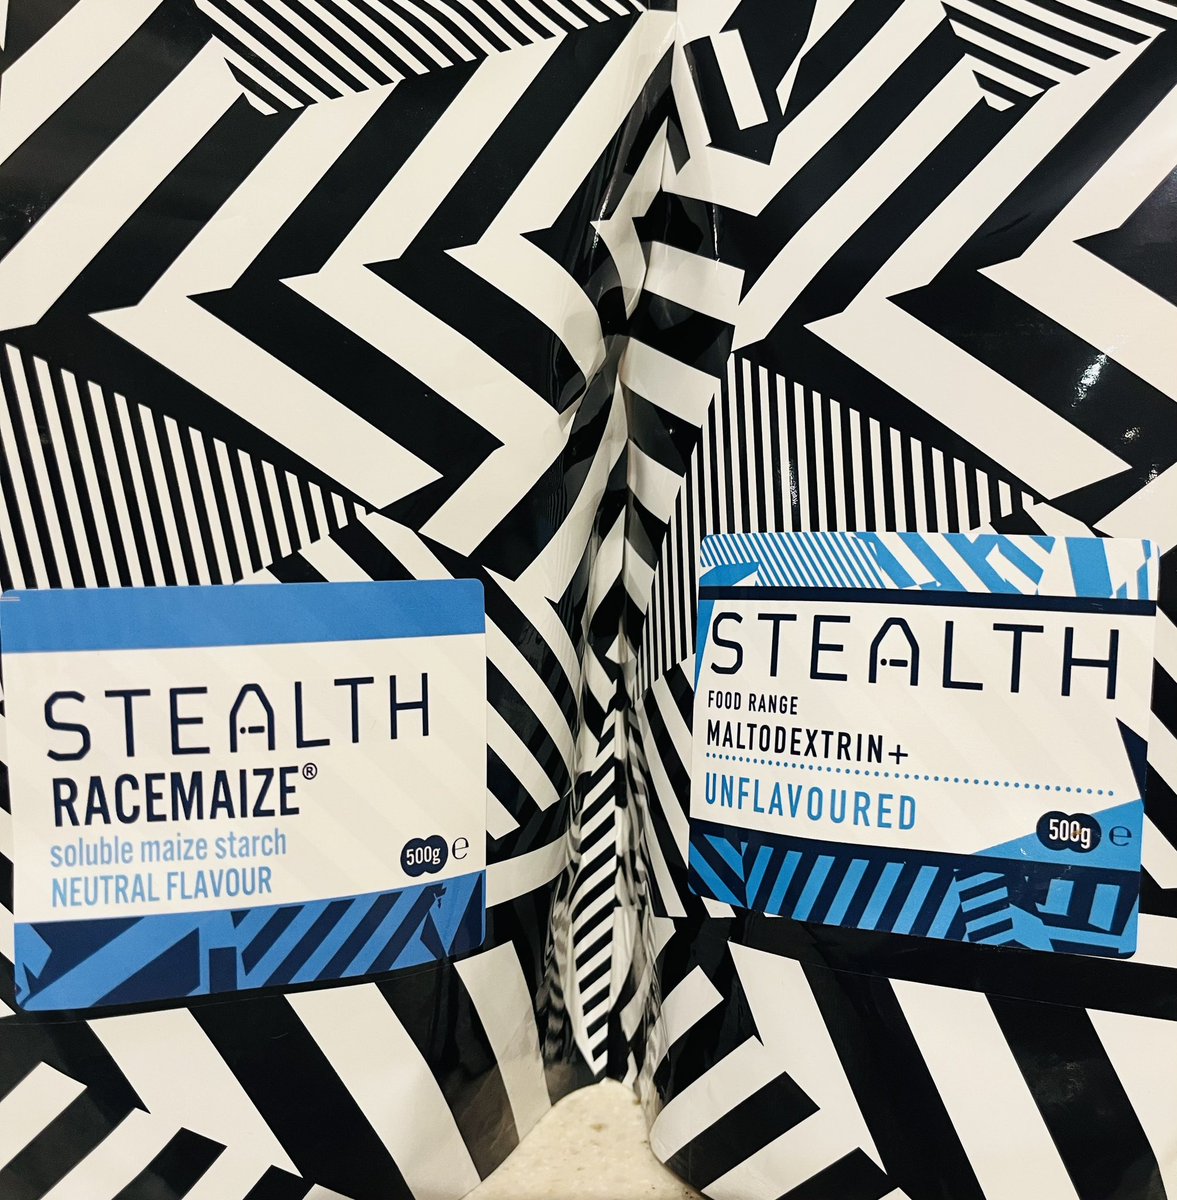 STEALTH
RACEMAIZE®
soluble maize starch
NEUTRAL FLAVOUR
500g e
STEALTH
FOOD RANGE
MALTODEXTRIN+
UNFLAVOURED
500g e